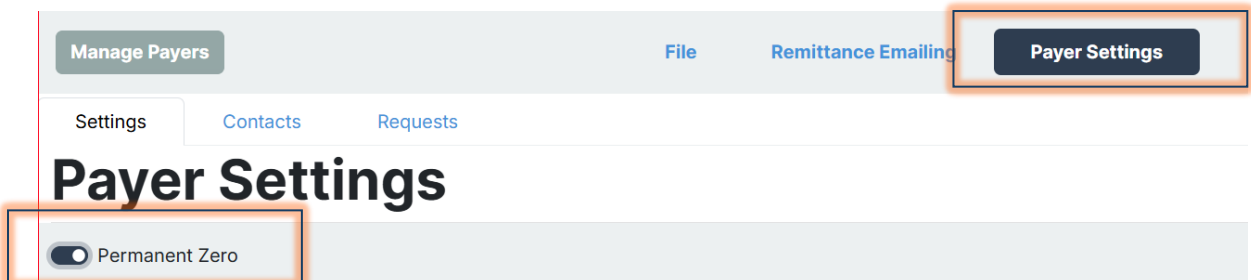 Manage Payers File Remittance Emailing Payer Settings
Settings Contacts Requests
Payer Settings
Permanent Zero